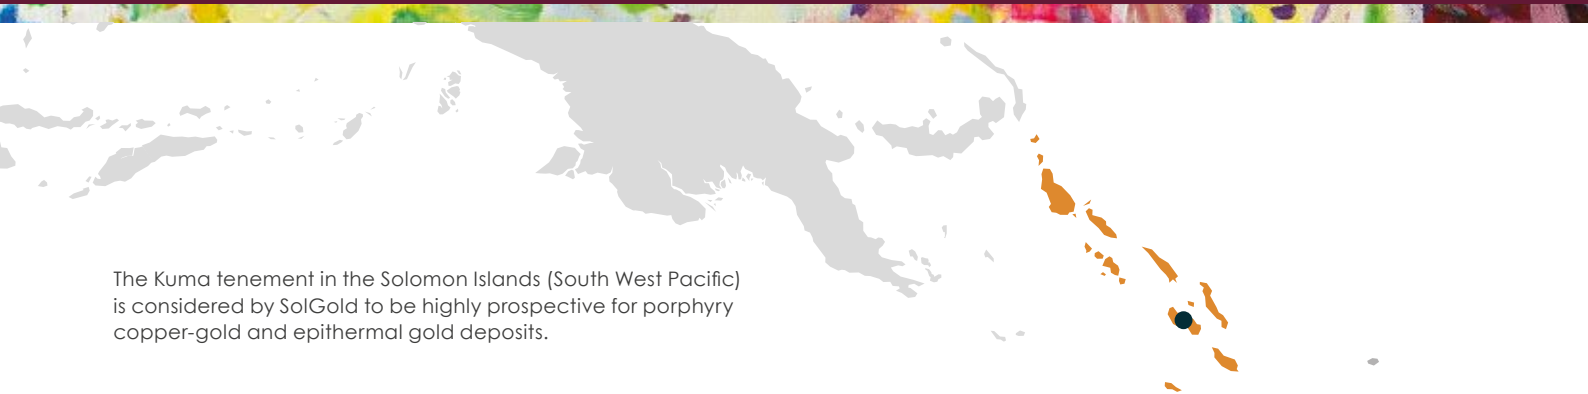 The Kuma tenement in the Solomon Islands (South West Pacific)
is considered by SolGold to be highly prospective for porphyry
copper-gold and epithermal gold deposits.